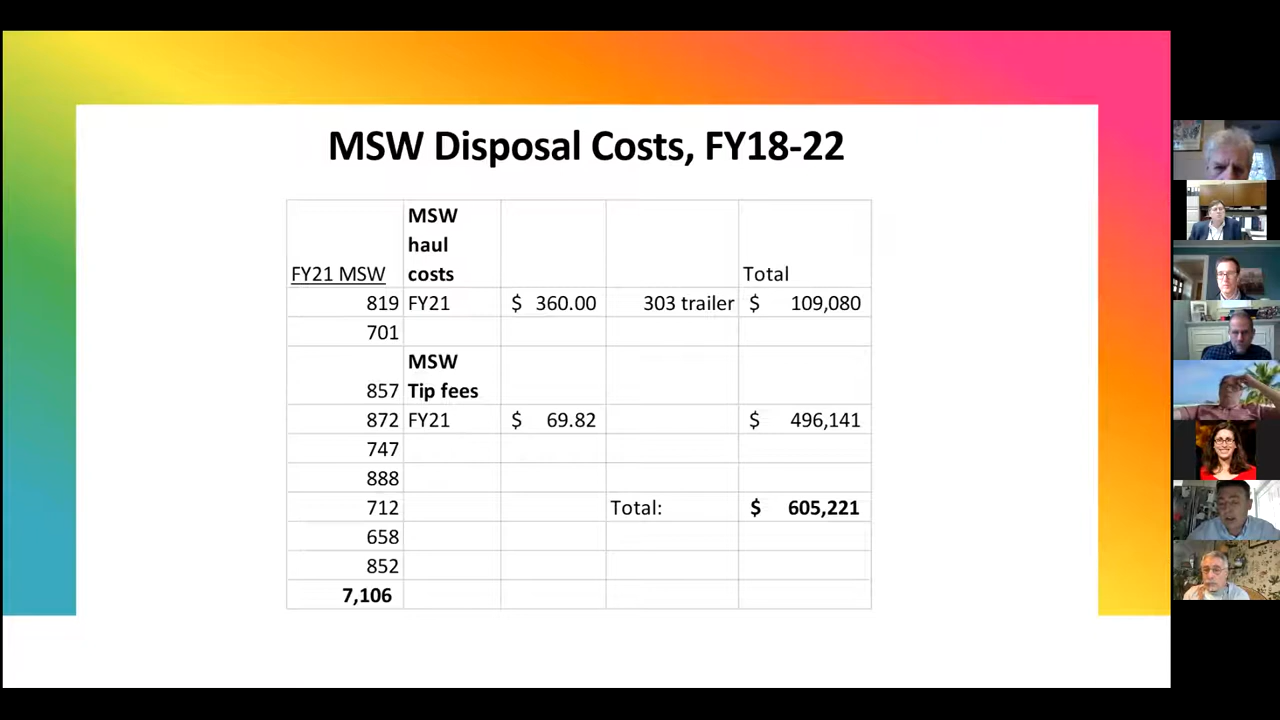 MSW Disposal Costs, FY18-22
MSW
haul
FY21 MSW costs Total
819 FY21 $ 360.00 303 trailer $ 109,080
701
MSW
857 Tip fees
872 FY21 $ 69.82 $ 496,141
747
888
712 Total: $ 605,221
658
852
7,106